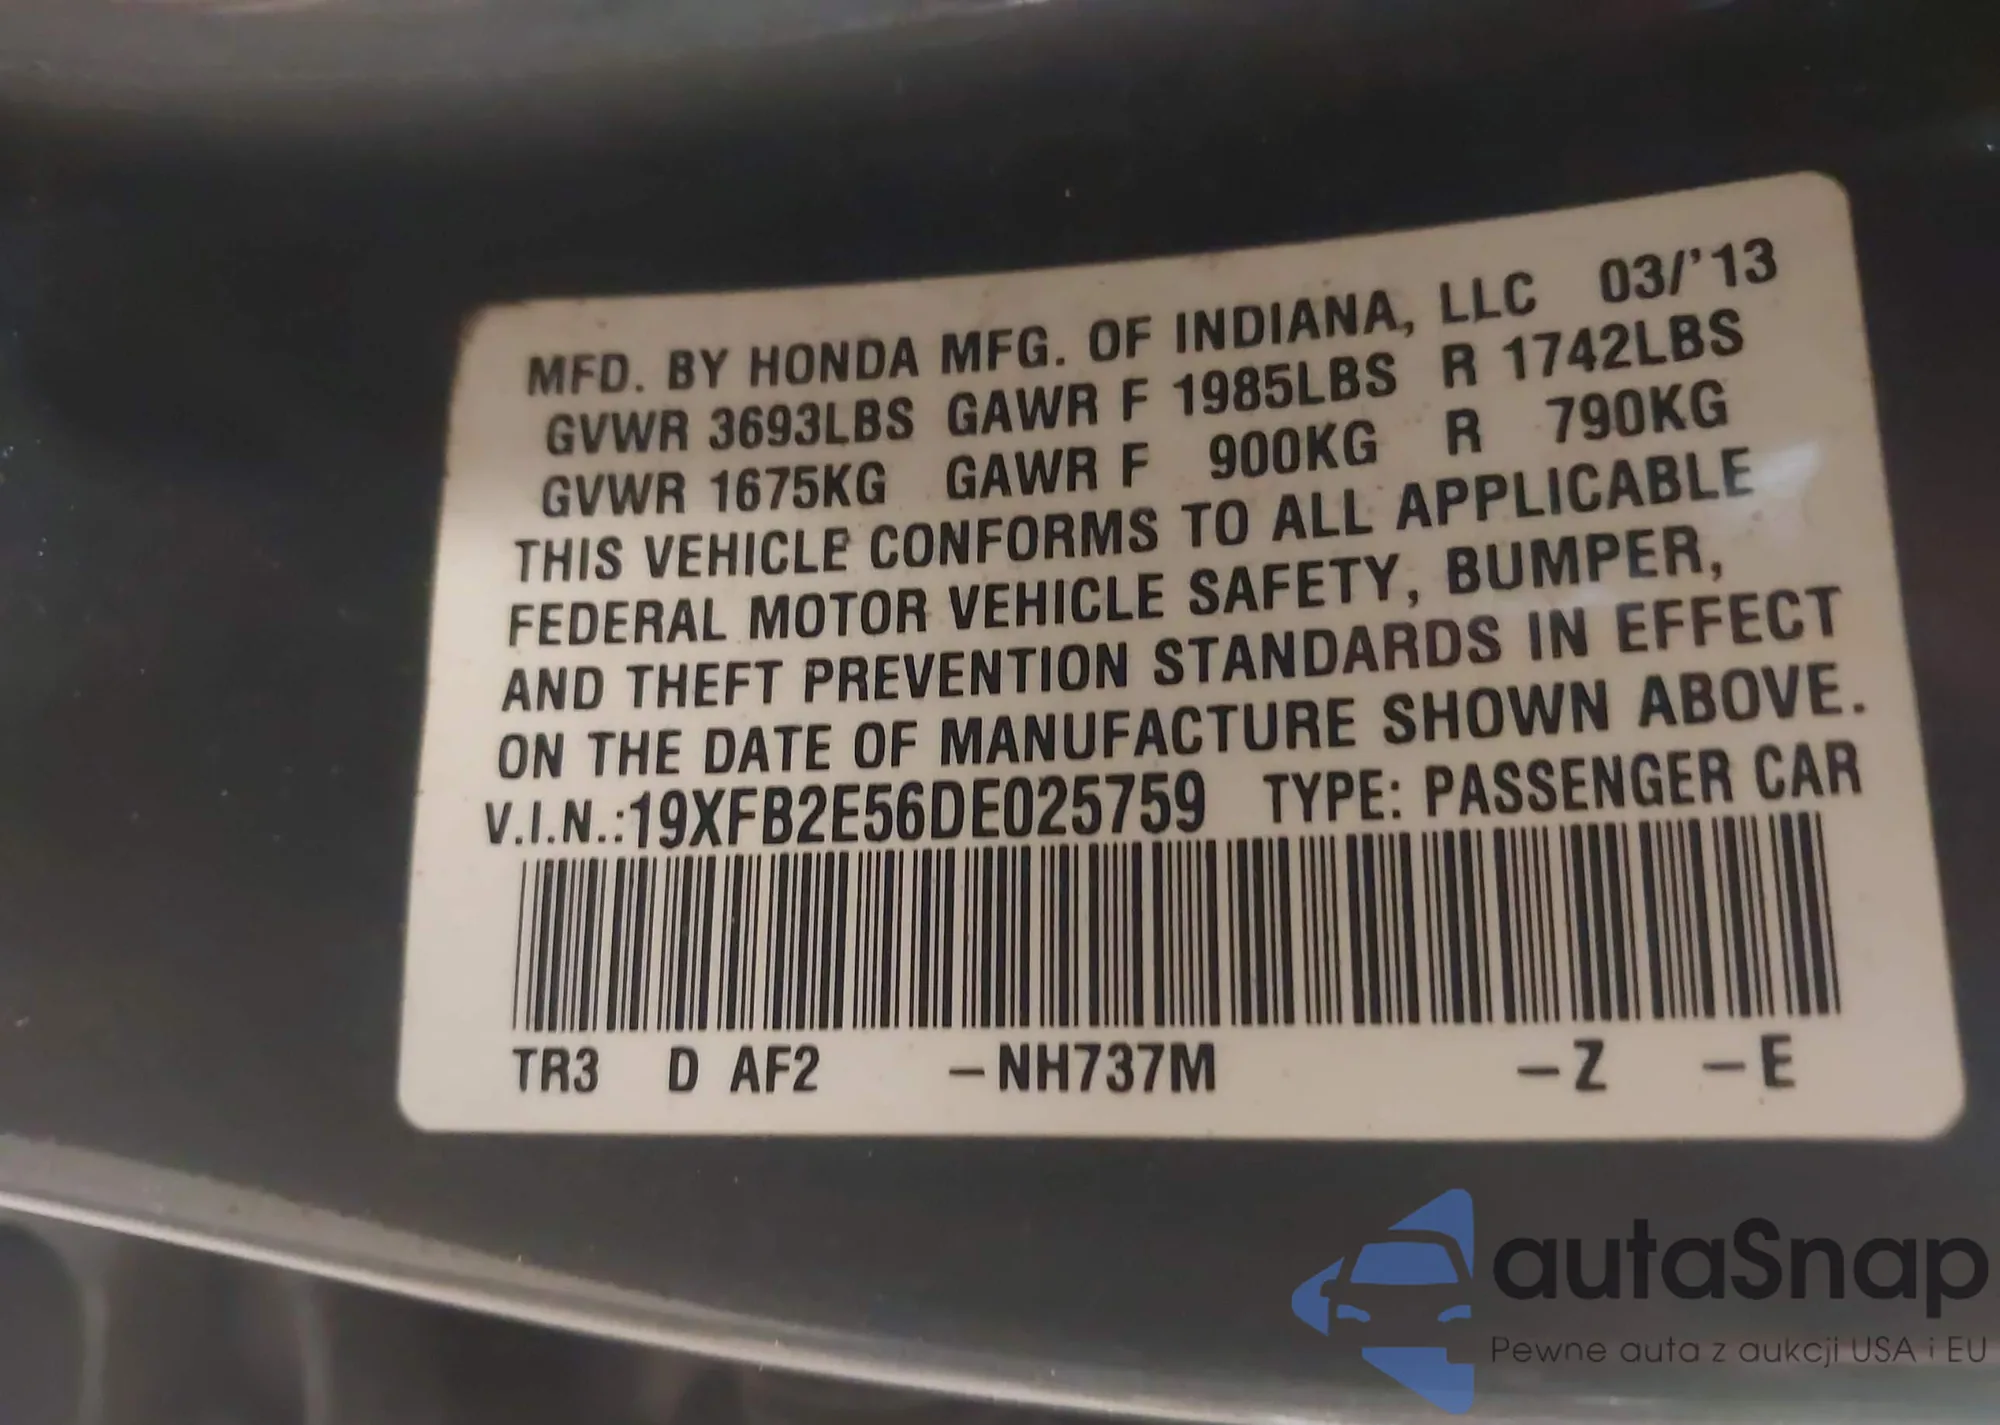 MFD. BY HONDA MFG. OF INDIANA, LLC 03/'13
GVWR 3693LBS GAWR F 1985LBS R 1742LBS
GVWR 1675KG GAWR F 900KG R 790KG
THIS VEHICLE CONFORMS TO ALL APPLICABLE
FEDERAL MOTOR VEHICLE SAFETY, BUMPER,
AND THEFT PREVENTION STANDARDS IN EFFECT
ON THE DATE OF MANUFACTURE SHOWN ABOVE.
V.I.N.:19XFB2E56DE025759 TYPE: PASSENGER CAR
TR3 D AF2 –NH737M –Z –E
autaSnap
Pewne auta z aukcji USA i EU